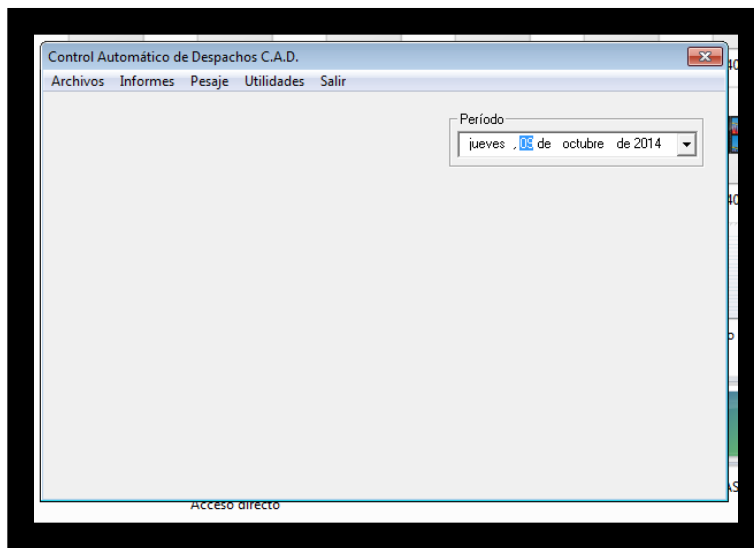 Control Automático de Despachos C.A.D.
Archivos Informes Pesaje Utilidades Salir
Período
jueves , 09 de octubre de 2014
Acceso directo